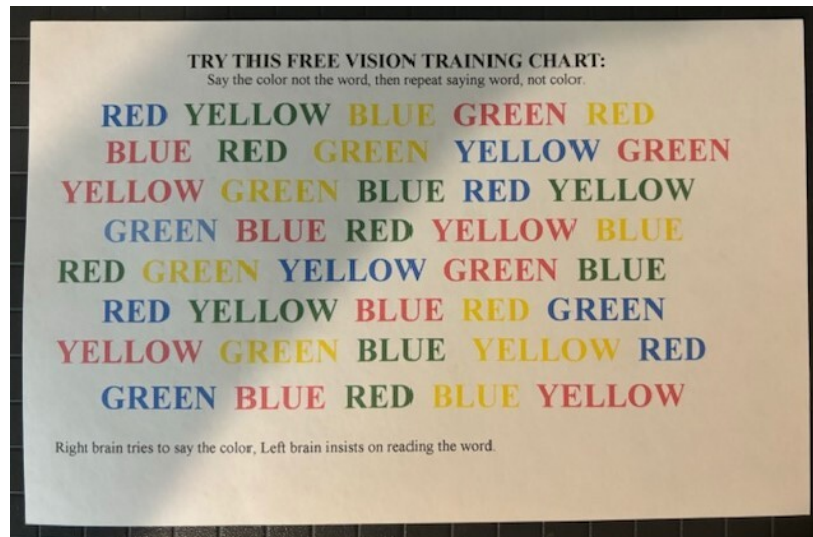 TRY THIS FREE VISION TRAINING CHART:
Say the color not the word, then repeat saying word, not color.
RED YELLOW BLUE GREEN RED
BLUE RED GREEN YELLOW GREEN
YELLOW GREEN BLUE RED YELLOW
GREEN BLUE RED YELLOW BLUE
RED GREEN YELLOW GREEN BLUE
RED YELLOW BLUE RED GREEN
YELLOW GREEN BLUE YELLOW RED
GREEN BLUE RED BLUE YELLOW
Right brain tries to say the color, Left brain insists on reading the word.